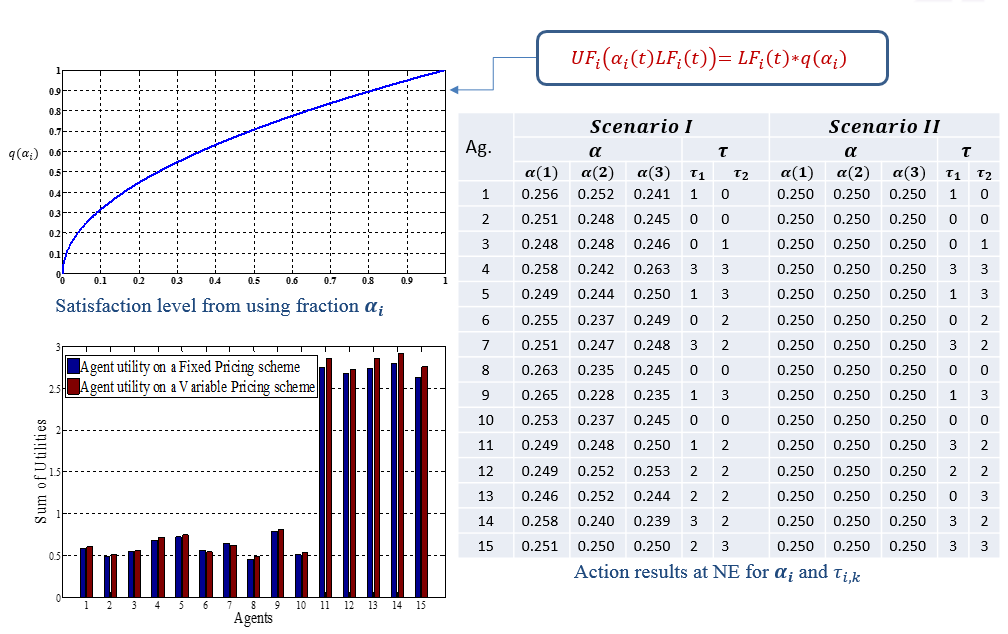 UFᵢ(αᵢ(t)LFᵢ(t))= LFᵢ(t)*q(αᵢ)
q(αᵢ)
1
0.9
0.8
0.7
0.6
0.5
0.4
0.3
0.2
0.1
0
0 0.1 0.2 0.3 0.4 0.5 0.6 0.7 0.8 0.9 1
Satisfaction level from using fraction αᵢ
Sum of Utilities
3
2.5
2
1.5
1
0.5
0
Agent utility on a Fixed Pricing scheme
Agent utility on a Variable Pricing scheme
1 2 3 4 5 6 7 8 9 10 11 12 13 14 15
Agents
Ag. Scenario I Scenario II
α τ α τ
α(1) α(2) α(3) τ₁ τ₂ α(1) α(2) α(3) τ₁ τ₂
1 0.256 0.252 0.241 1 0 0.250 0.250 0.250 1 0
2 0.251 0.248 0.245 0 0 0.250 0.250 0.250 0 0
3 0.248 0.248 0.246 0 1 0.250 0.250 0.250 0 1
4 0.258 0.242 0.263 3 3 0.250 0.250 0.250 3 3
5 0.249 0.244 0.250 1 3 0.250 0.250 0.250 1 3
6 0.255 0.237 0.249 0 2 0.250 0.250 0.250 0 2
7 0.251 0.247 0.248 3 2 0.250 0.250 0.250 3 2
8 0.263 0.235 0.245 0 0 0.250 0.250 0.250 0 0
9 0.265 0.228 0.235 1 3 0.250 0.250 0.250 1 3
10 0.253 0.237 0.245 0 0 0.250 0.250 0.250 0 0
11 0.249 0.248 0.250 1 2 0.250 0.250 0.250 3 2
12 0.249 0.252 0.253 2 2 0.250 0.250 0.250 2 2
13 0.246 0.252 0.244 2 2 0.250 0.250 0.250 0 3
14 0.258 0.240 0.239 3 2 0.250 0.250 0.250 3 2
15 0.251 0.250 0.250 2 3 0.250 0.250 0.250 3 3
Action results at NE for αᵢ and τᵢ,ₖ